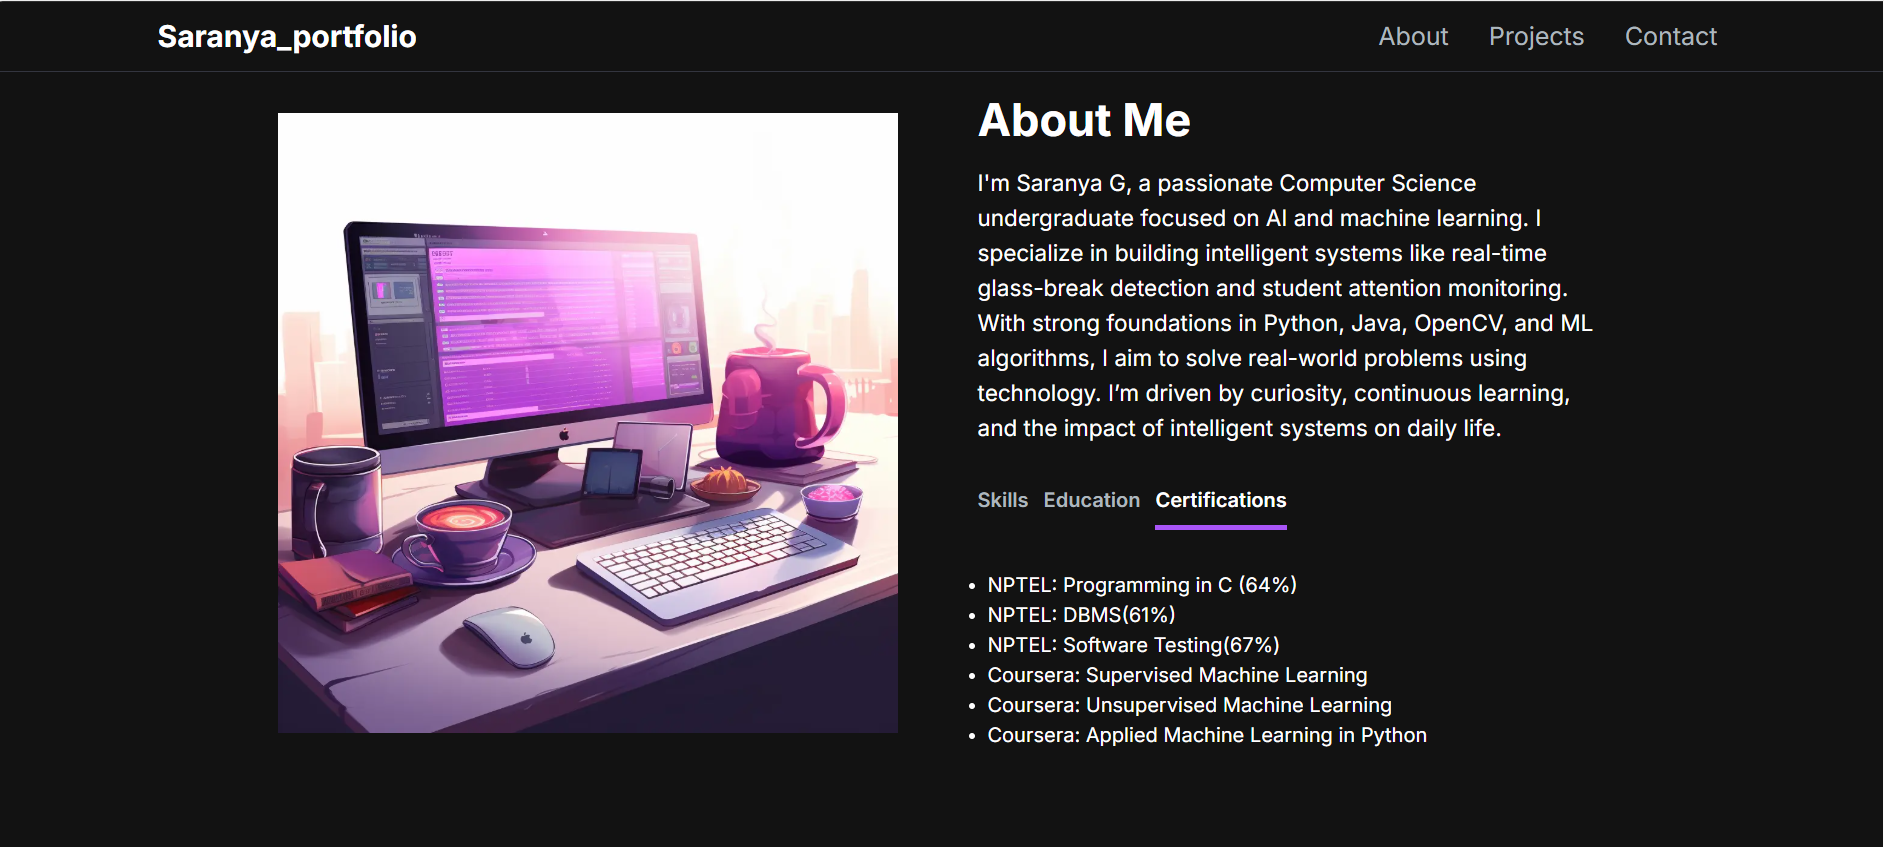 Saranya_portfolio
About Projects Contact
About Me
I'm Saranya G, a passionate Computer Science
undergraduate focused on AI and machine learning. I
specialize in building intelligent systems like real-time
glass-break detection and student attention monitoring.
With strong foundations in Python, Java, OpenCV, and ML
algorithms, I aim to solve real-world problems using
technology. I’m driven by curiosity, continuous learning,
and the impact of intelligent systems on daily life.
Skills Education Certifications
• NPTEL: Programming in C (64%)
• NPTEL: DBMS(61%)
• NPTEL: Software Testing(67%)
• Coursera: Supervised Machine Learning
• Coursera: Unsupervised Machine Learning
• Coursera: Applied Machine Learning in Python